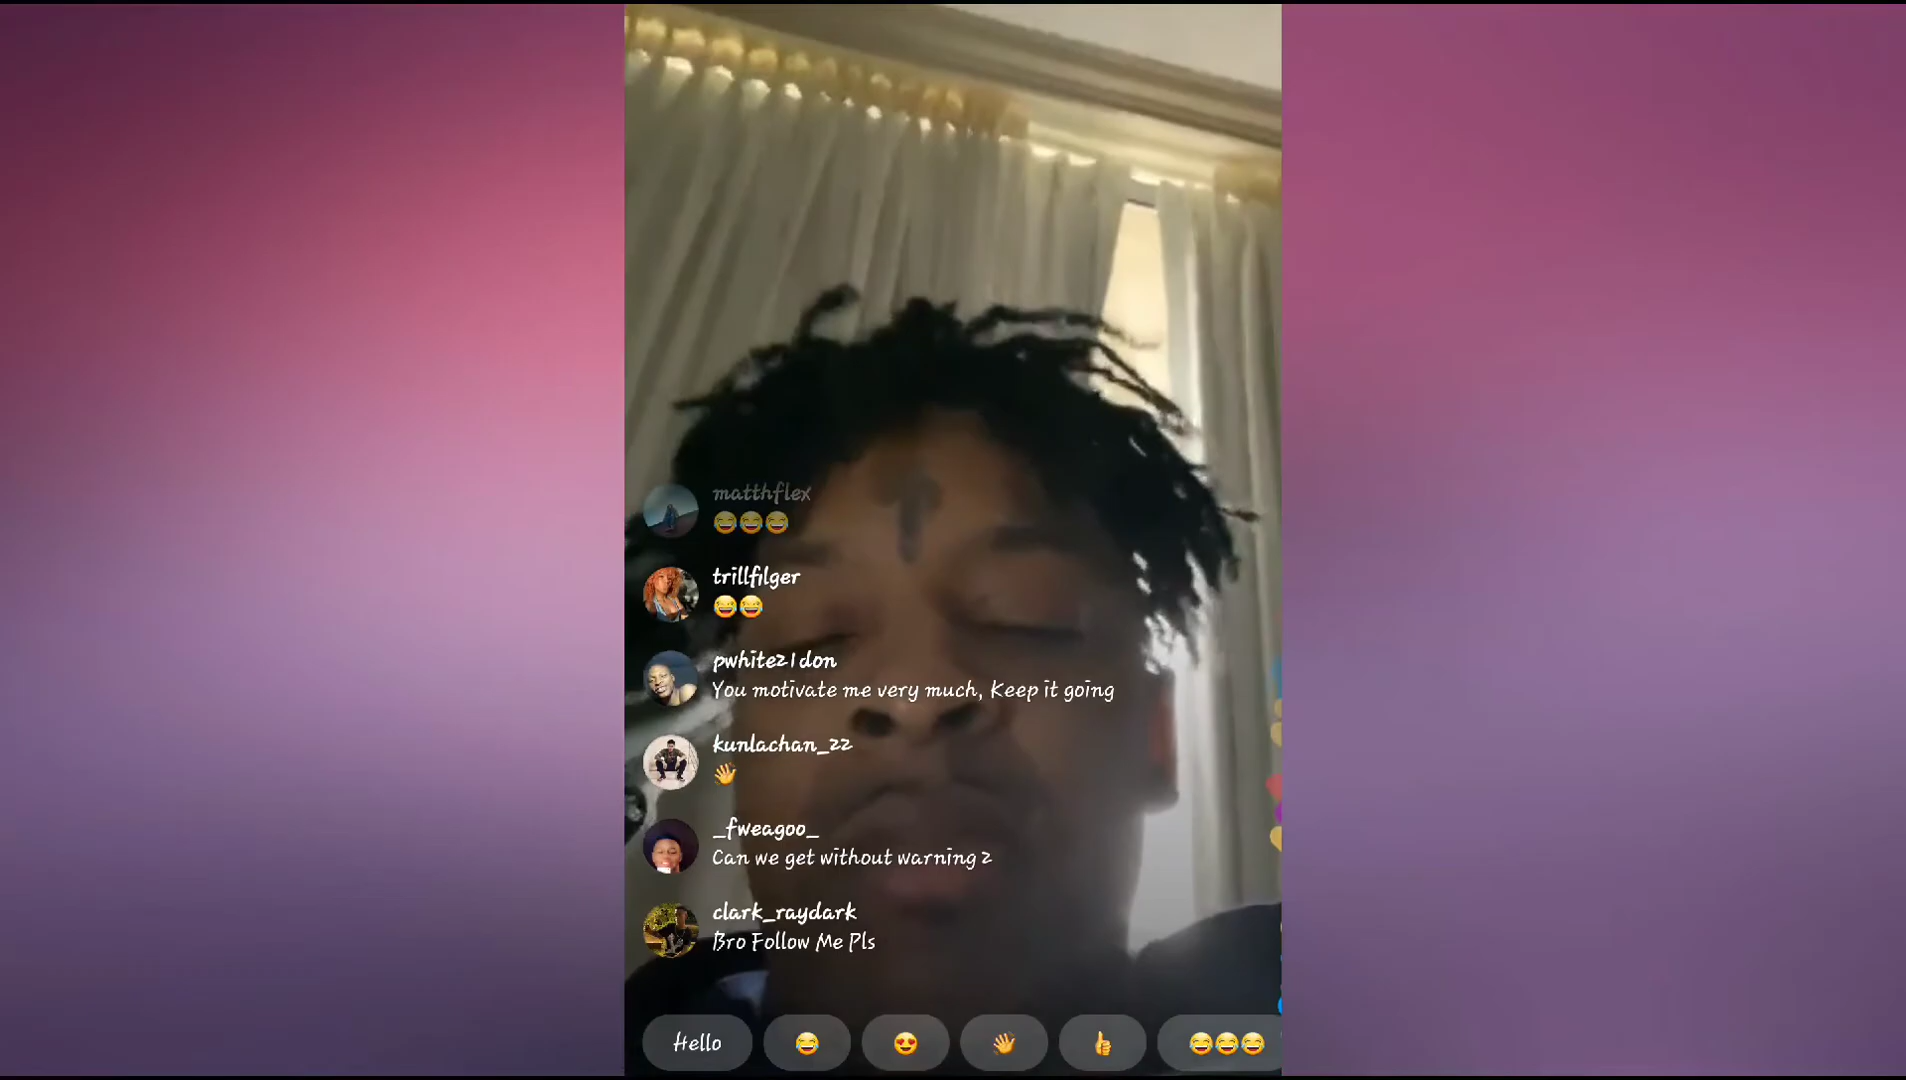 matthflex
😂😂😂
trillfilger
😂😂
pwhite21don
You motivate me very much, Keep it going
kunlachan_22
👋
_fweagoo_
Can we get without warning 2
clark_raydark
Bro Follow Me Pls
Hello 😂 😍 👋 👍 😂😂😂